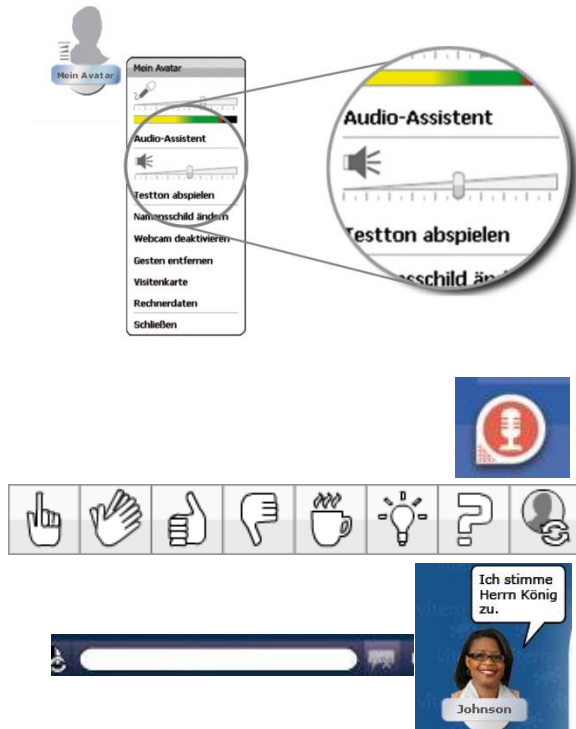 Mein Avatar
Mein Avatar
Audio-Assistent
Testton abspielen
Namensschild ändern
Webcam deaktivieren
Gesten entfernen
Visitenkarte
Rechnerdaten
Schließen
Audio-Assistent
Testton abspielen
Ich stimme
Herrn König
zu.
Johnson